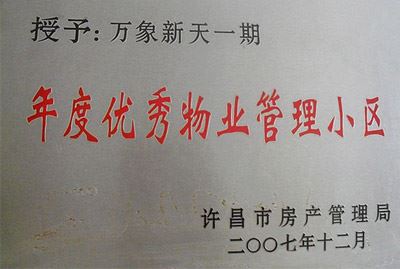 授予:万象新天一期
年度优秀物业管理小区
许昌市房产管理局
二〇〇七年十二月